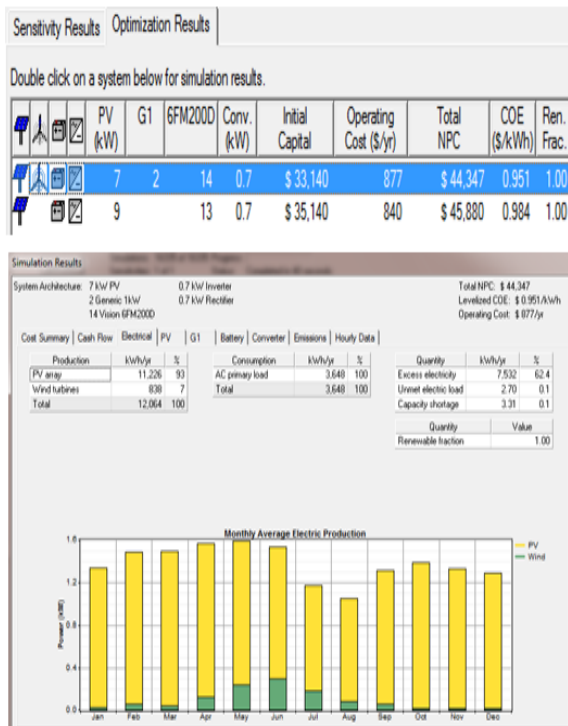 Sensitivity Results Optimization Results
Double click on a system below for simulation results.
PV (kW) G1 6FM200D Conv. (kW) Initial Capital Operating Cost ($/yr) Total NPC COE ($/kWh) Ren. Frac.
7 2 14 0.7 $ 33,140 877 $ 44,347 0.951 1.00
9 13 0.7 $ 35,140 840 $ 45,880 0.984 1.00
Simulation Results
System Architecture: 7 kW PV 0.7 kW Inverter Total NPC: $ 44,347
2 Generic 1kW 0.7 kW Rectifier Levelized COE: $ 0.951/kWh
14 Vision 6FM200D Operating Cost: $ 877/yr
Cost Summary Cash Flow Electrical PV G1 Battery Converter Emissions Hourly Data
Production kWh/yr % Consumption kWh/yr % Quantity kWh/yr %
PV array 11,226 93 AC primary load 3,648 100 Excess electricity 7,532 62.4
Wind turbines 838 7 Total 3,648 100 Unmet electric load 2.70 0.1
Total 12,064 100 Capacity shortage 3.31 0.1
Quantity Value
Renewable fraction 1.00
Monthly Average Electric Production
PV
Wind
Power (kW)
1.6
1.2
0.8
0.4
0.0
Jan Feb Mar Apr May Jun Jul Aug Sep Oct Nov Dec